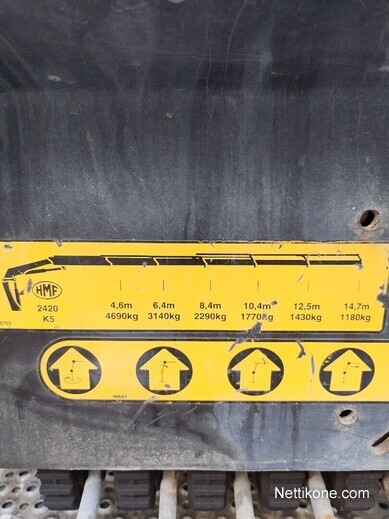 HMF
2420
K5
4,6m 6,4m 8,4m 10,4m 12,5m 14,7m
4690kg 3140kg 2290kg 1770kg 1430kg 1180kg
Nettikone.com